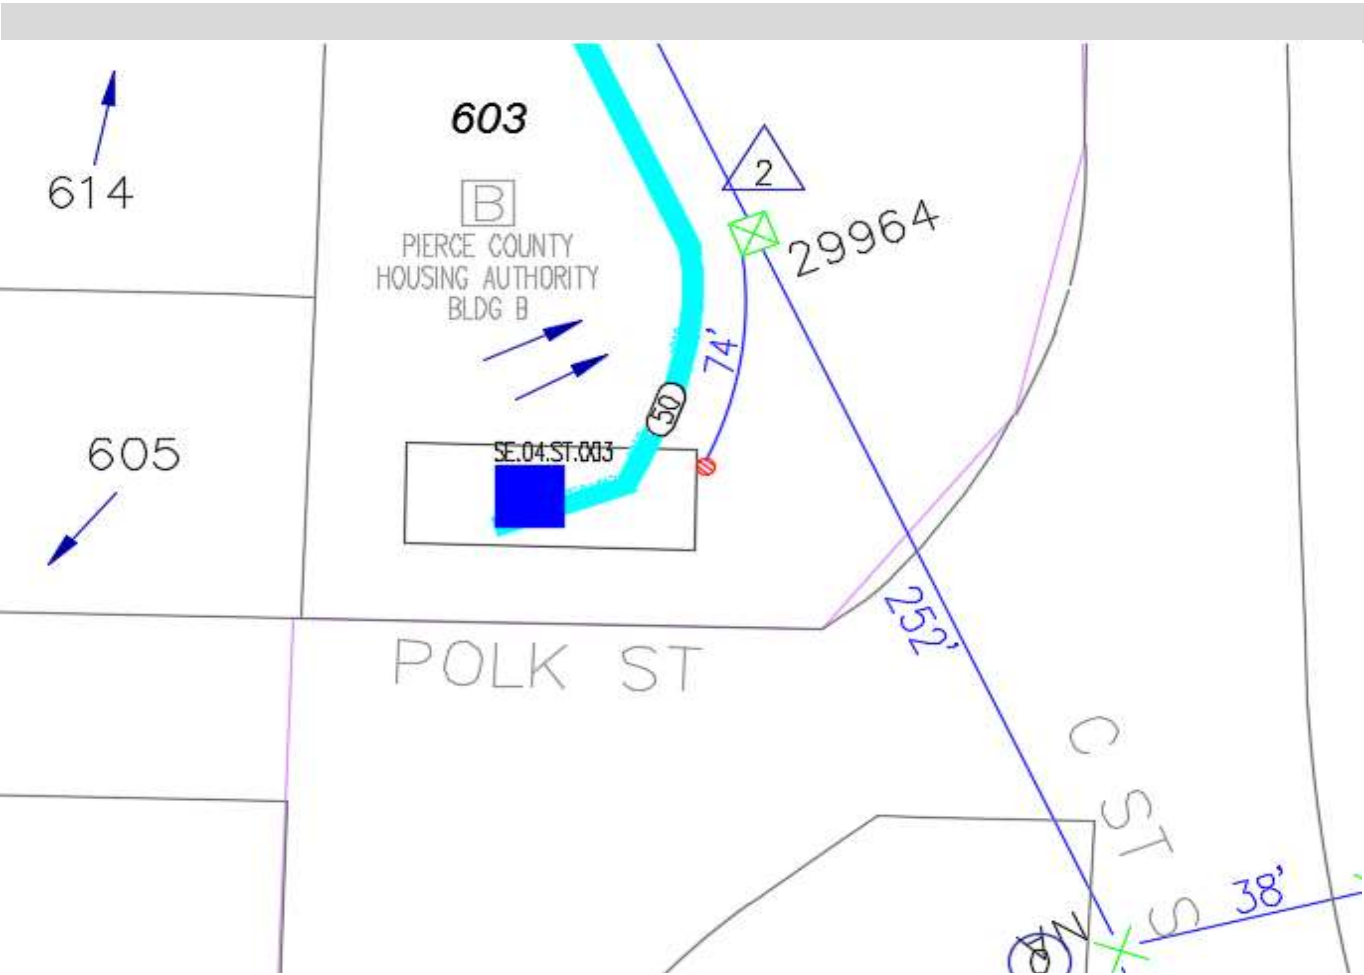 603
2
614
B
29964
PIERCE COUNTY
HOUSING AUTHORITY
BLDG B
74'
50
605
SE.04.ST.003
252'
POLK ST
C ST S
38'